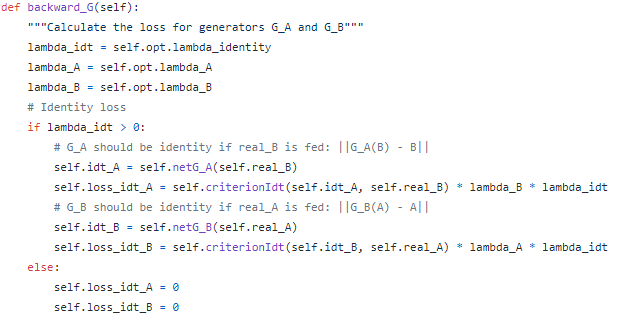 def backward_G(self):
    """Calculate the loss for generators G_A and G_B"""
    lambda_idt = self.opt.lambda_identity
    lambda_A = self.opt.lambda_A
    lambda_B = self.opt.lambda_B
    # Identity loss
    if lambda_idt > 0:
        # G_A should be identity if real_B is fed: ||G_A(B) - B||
        self.idt_A = self.netG_A(self.real_B)
        self.loss_idt_A = self.criterionIdt(self.idt_A, self.real_B) * lambda_B * lambda_idt
        # G_B should be identity if real_A is fed: ||G_B(A) - A||
        self.idt_B = self.netG_B(self.real_A)
        self.loss_idt_B = self.criterionIdt(self.idt_B, self.real_A) * lambda_A * lambda_idt
    else:
        self.loss_idt_A = 0
        self.loss_idt_B = 0